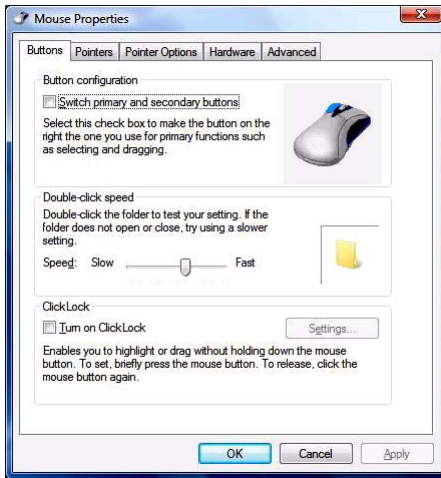 Mouse Properties
X
Buttons Pointers Pointer Options Hardware Advanced
Button configuration
Switch primary and secondary buttons
Select this check box to make the button on the
right the one you use for primary functions such
as selecting and dragging.
Double-click speed
Double-click the folder to test your setting. If the
folder does not open or close, try using a slower
setting.
Speed: Slow Fast
ClickLock
Turn on ClickLock Settings...
Enables you to highlight or drag without holding down the mouse
button. To set, briefly press the mouse button. To release, click the
mouse button again.
OK Cancel Apply